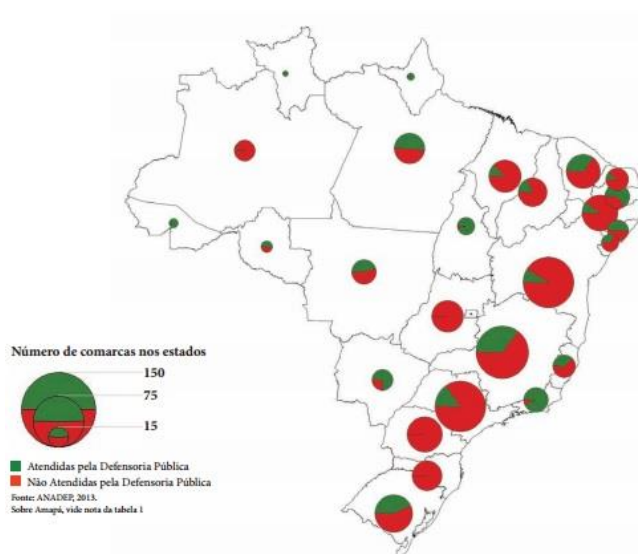 Número de comarcas nos estados
150
75
15
Atendidas pela Defensoria Pública
Não Atendidas pela Defensoria Pública
Fonte: ANADEP, 2013.
Sobre Amapá, vide nota da tabela 1